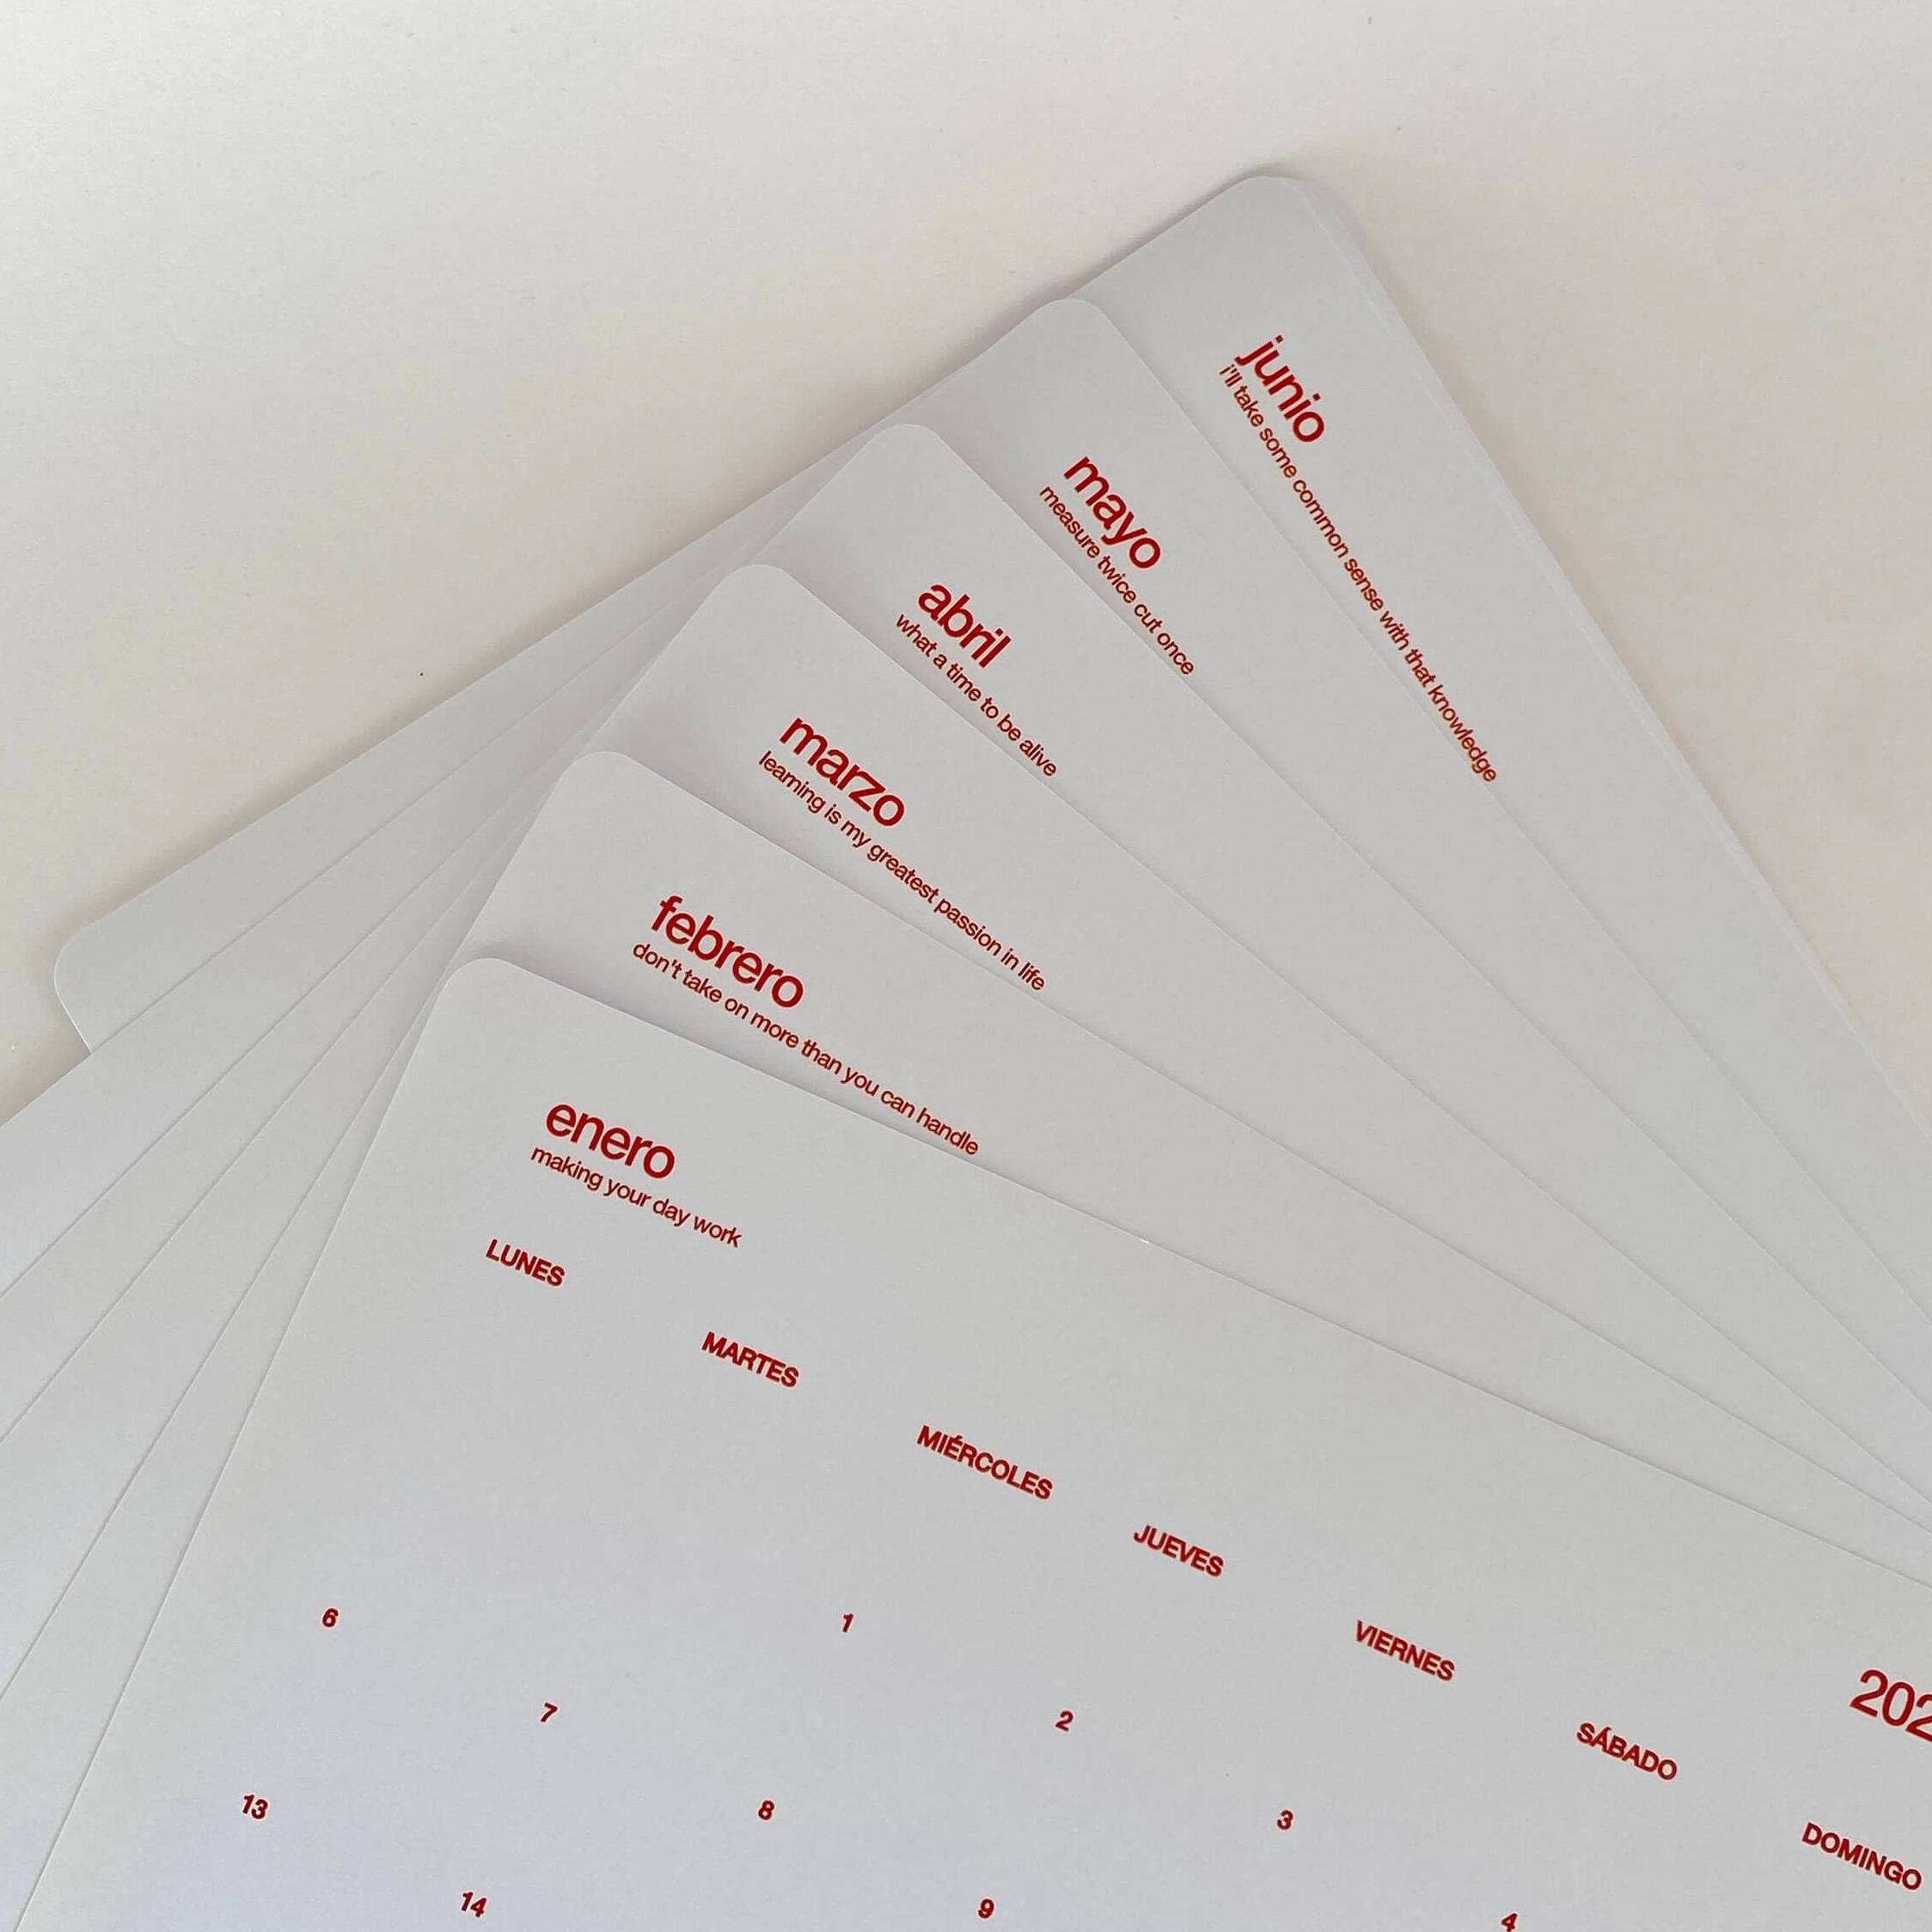 junio
i'll take some common sense with that knowledge
mayo
measure twice cut once
abril
what a time to be alive
marzo
learning is my greatest passion in life
febrero
don't take on more than you can handle
enero
making your day work
202
LUNES MARTES MIÉRCOLES JUEVES VIERNES SÁBADO DOMINGO
1 2 3 4
6 7 8 9
13 14